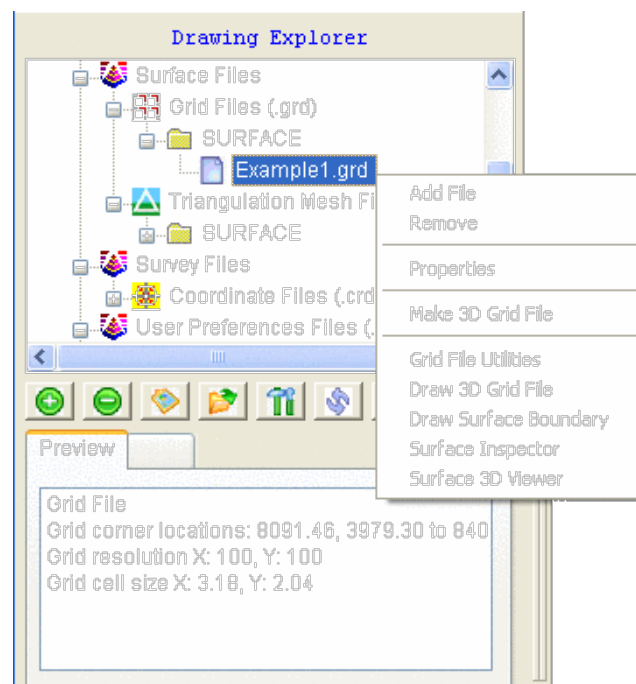 Drawing Explorer
Surface Files
Grid Files (.grd)
SURFACE
Example1.grd
Triangulation Mesh Fi
SURFACE
Survey Files
Coordinate Files (.crd
User Preferences Files (.
Add File
Remove
Properties
Make 3D Grid File
Grid File Utilities
Draw 3D Grid File
Draw Surface Boundary
Surface Inspector
Surface 3D Viewer
Preview
Grid File
Grid corner locations: 8091.46, 3979.30 to 840
Grid resolution X: 100, Y: 100
Grid cell size X: 3.18, Y: 2.04